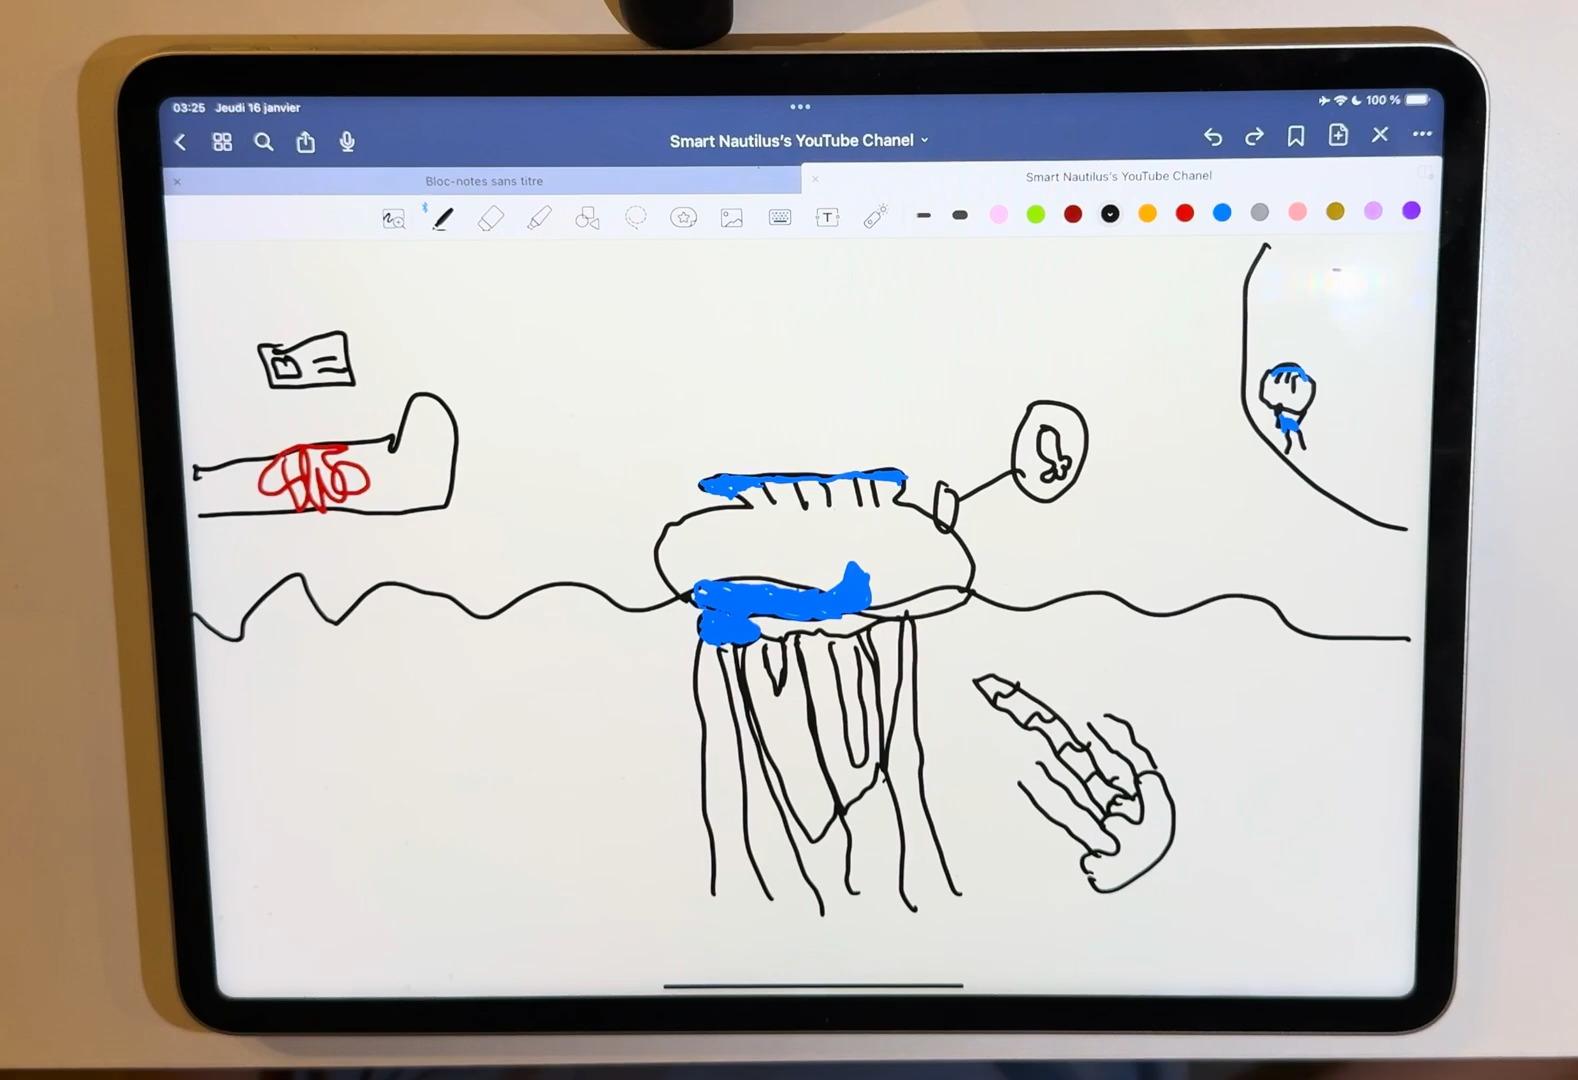 03:25 Jeudi 16 janvier
100 %
Smart Nautilus's YouTube Chanel
Bloc-notes sans titre
Smart Nautilus's YouTube Chanel
T